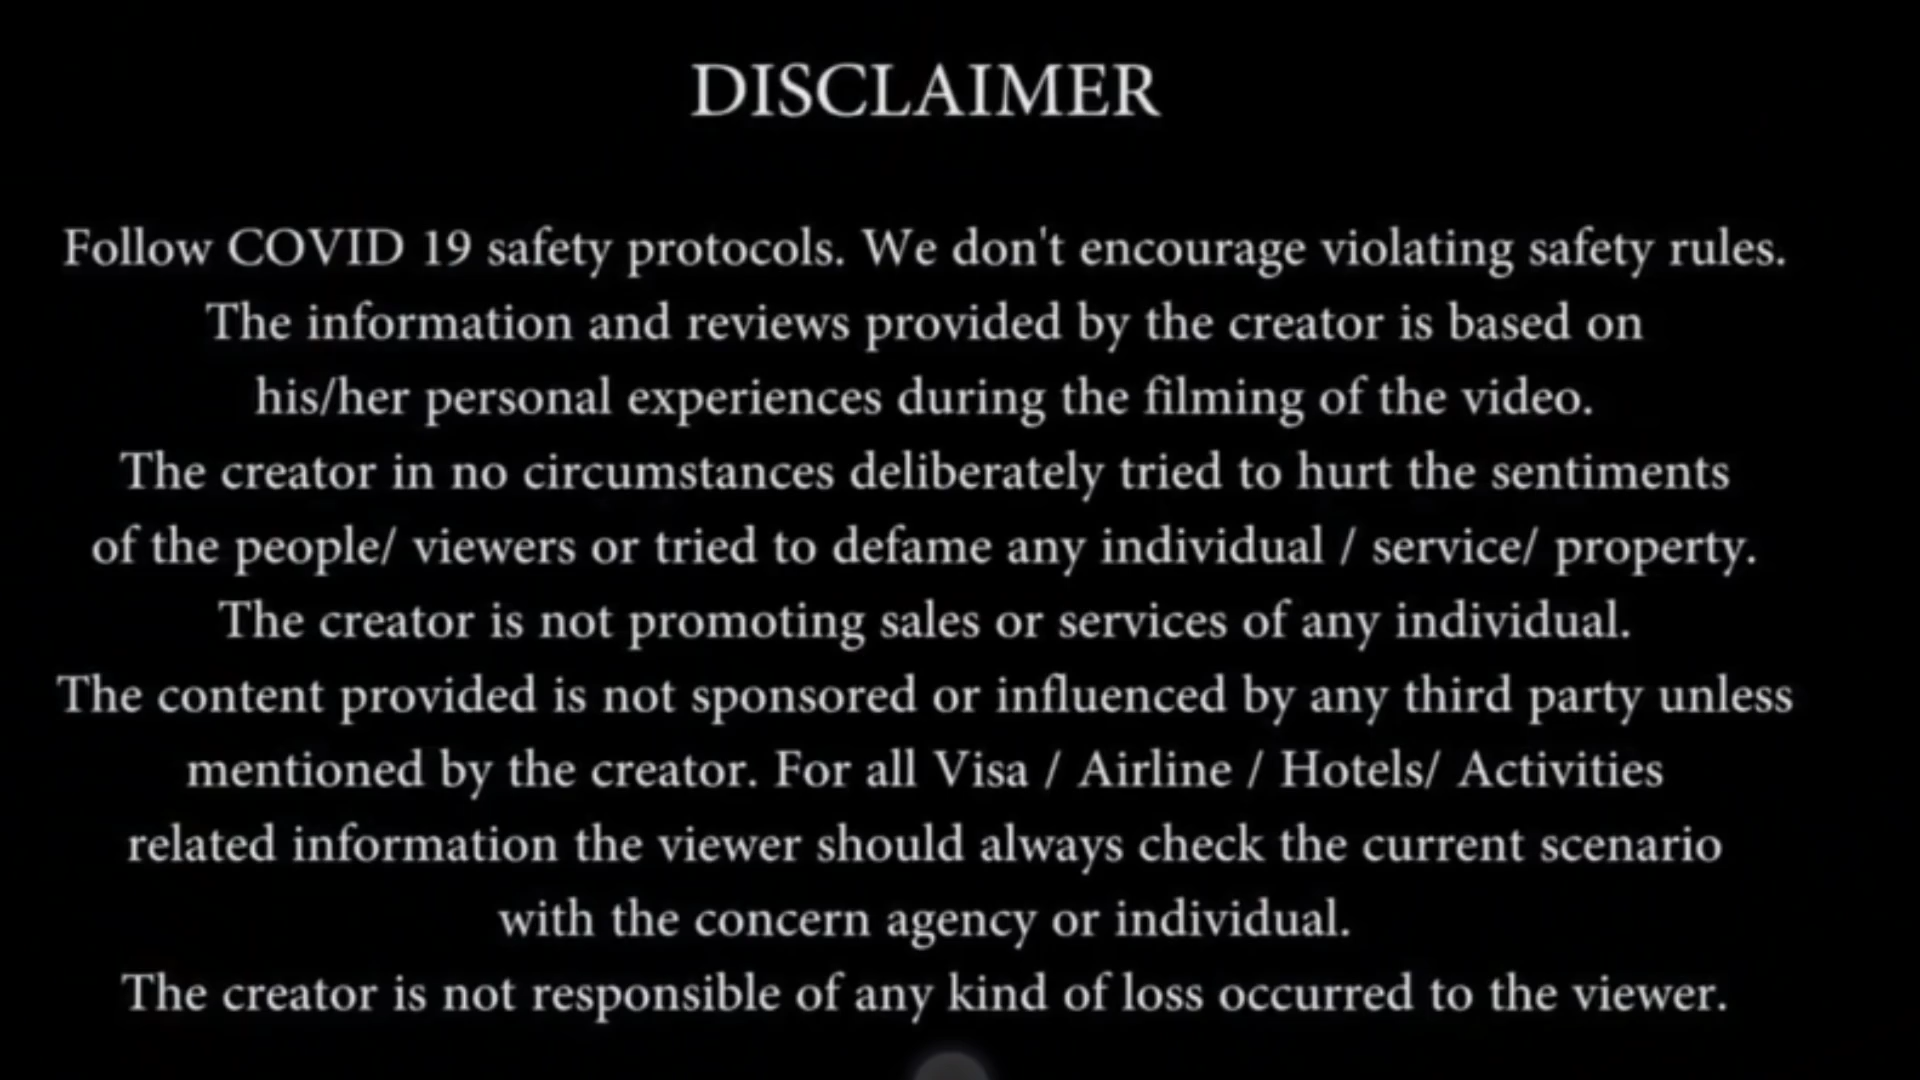 DISCLAIMER
Follow COVID 19 safety protocols. We don't encourage violating safety rules.
The information and reviews provided by the creator is based on
his/her personal experiences during the filming of the video.
The creator in no circumstances deliberately tried to hurt the sentiments
of the people/ viewers or tried to defame any individual / service/ property.
The creator is not promoting sales or services of any individual.
The content provided is not sponsored or influenced by any third party unless
mentioned by the creator. For all Visa / Airline / Hotels/ Activities
related information the viewer should always check the current scenario
with the concern agency or individual.
The creator is not responsible of any kind of loss occurred to the viewer.